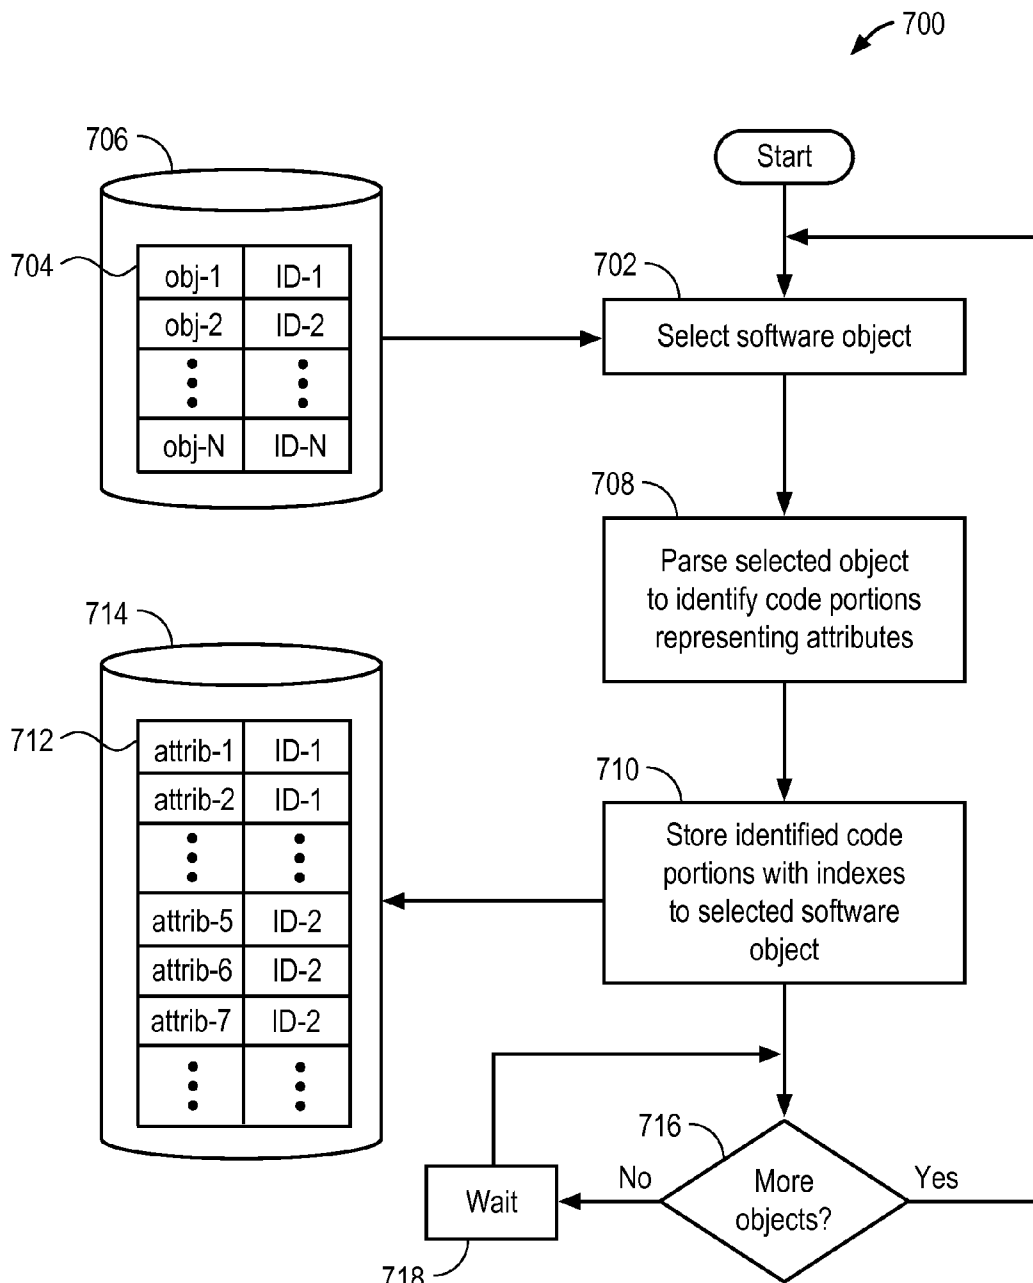 700
706
Start
704
obj-1 ID-1
obj-2 ID-2
obj-N ID-N
702
Select software object
708
Parse selected object
to identify code portions
representing attributes
714
712
attrib-1 ID-1
attrib-2 ID-1
attrib-5 ID-2
attrib-6 ID-2
attrib-7 ID-2
710
Store identified code
portions with indexes
to selected software
object
716
More
objects?
No
Yes
Wait
718